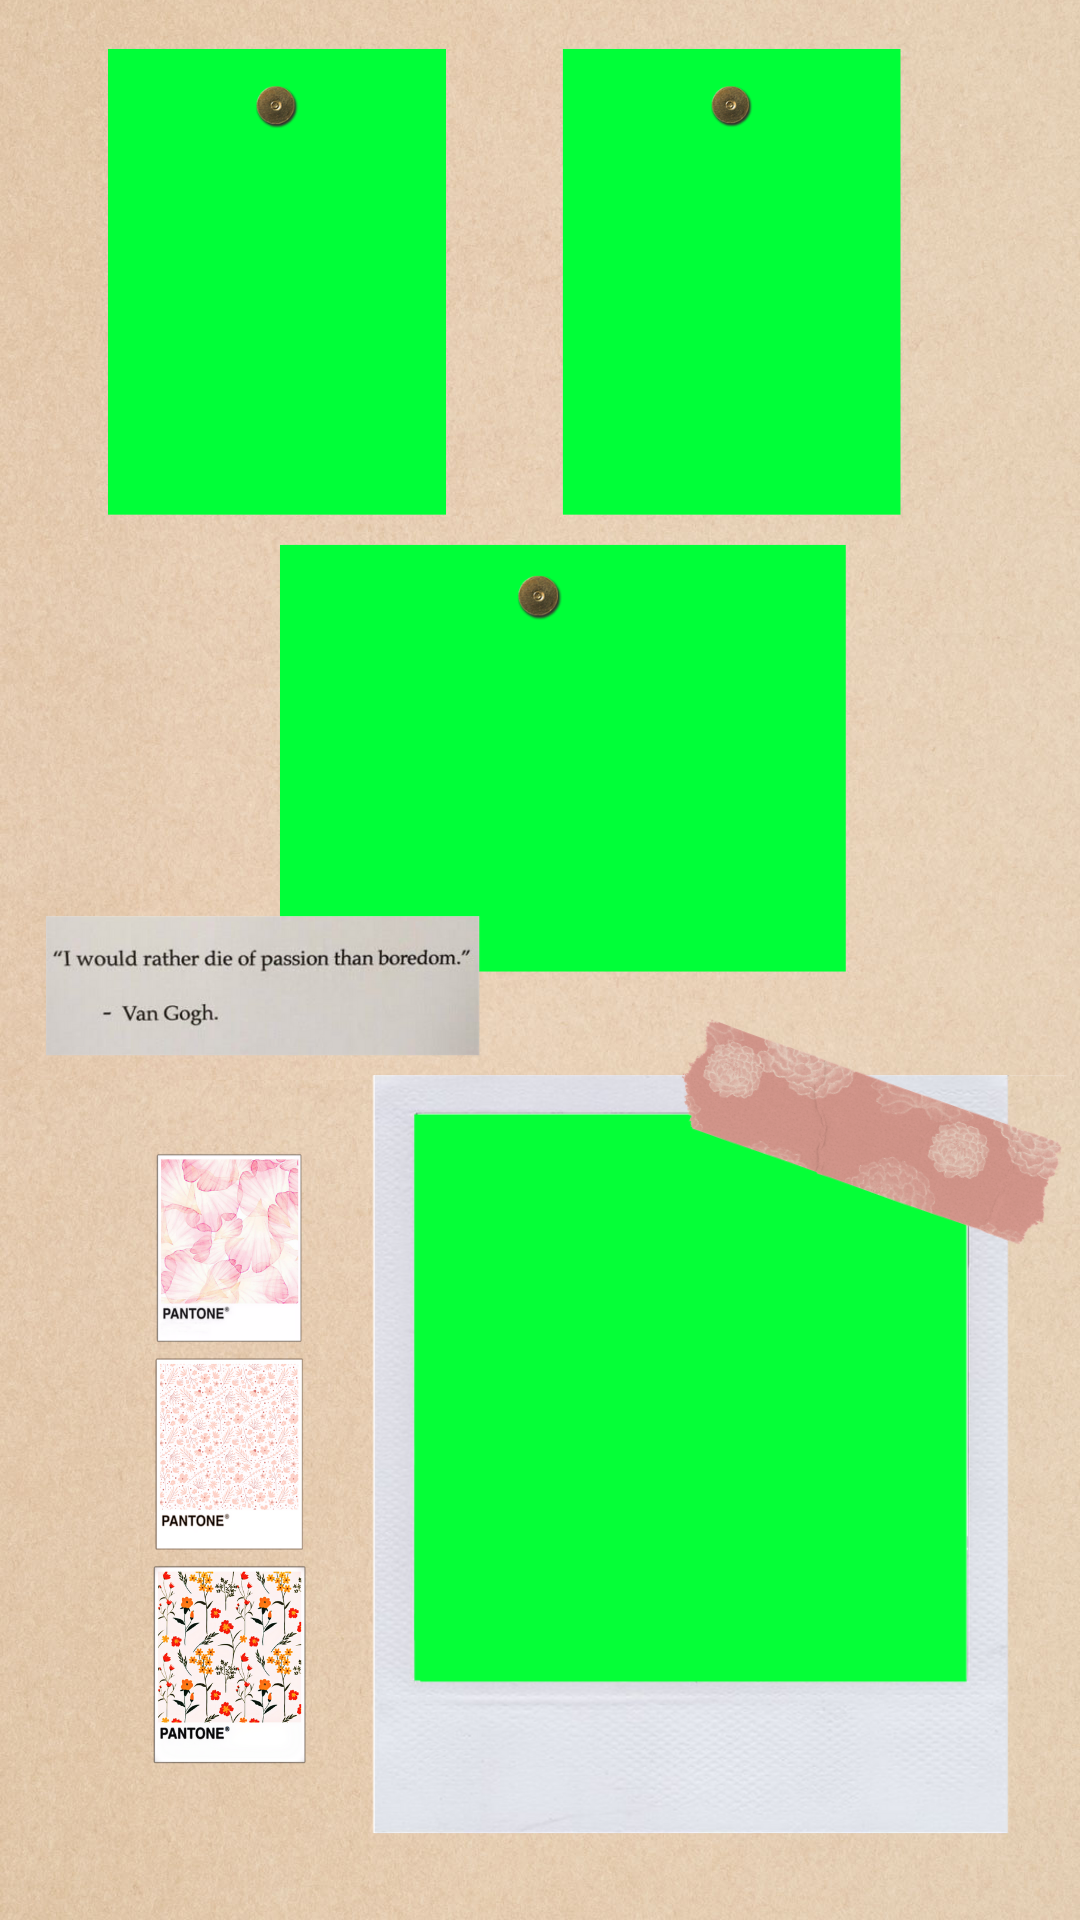 “I would rather die of passion than boredom.”
- Van Gogh.
PANTONE®
PANTONE®
PANTONE®